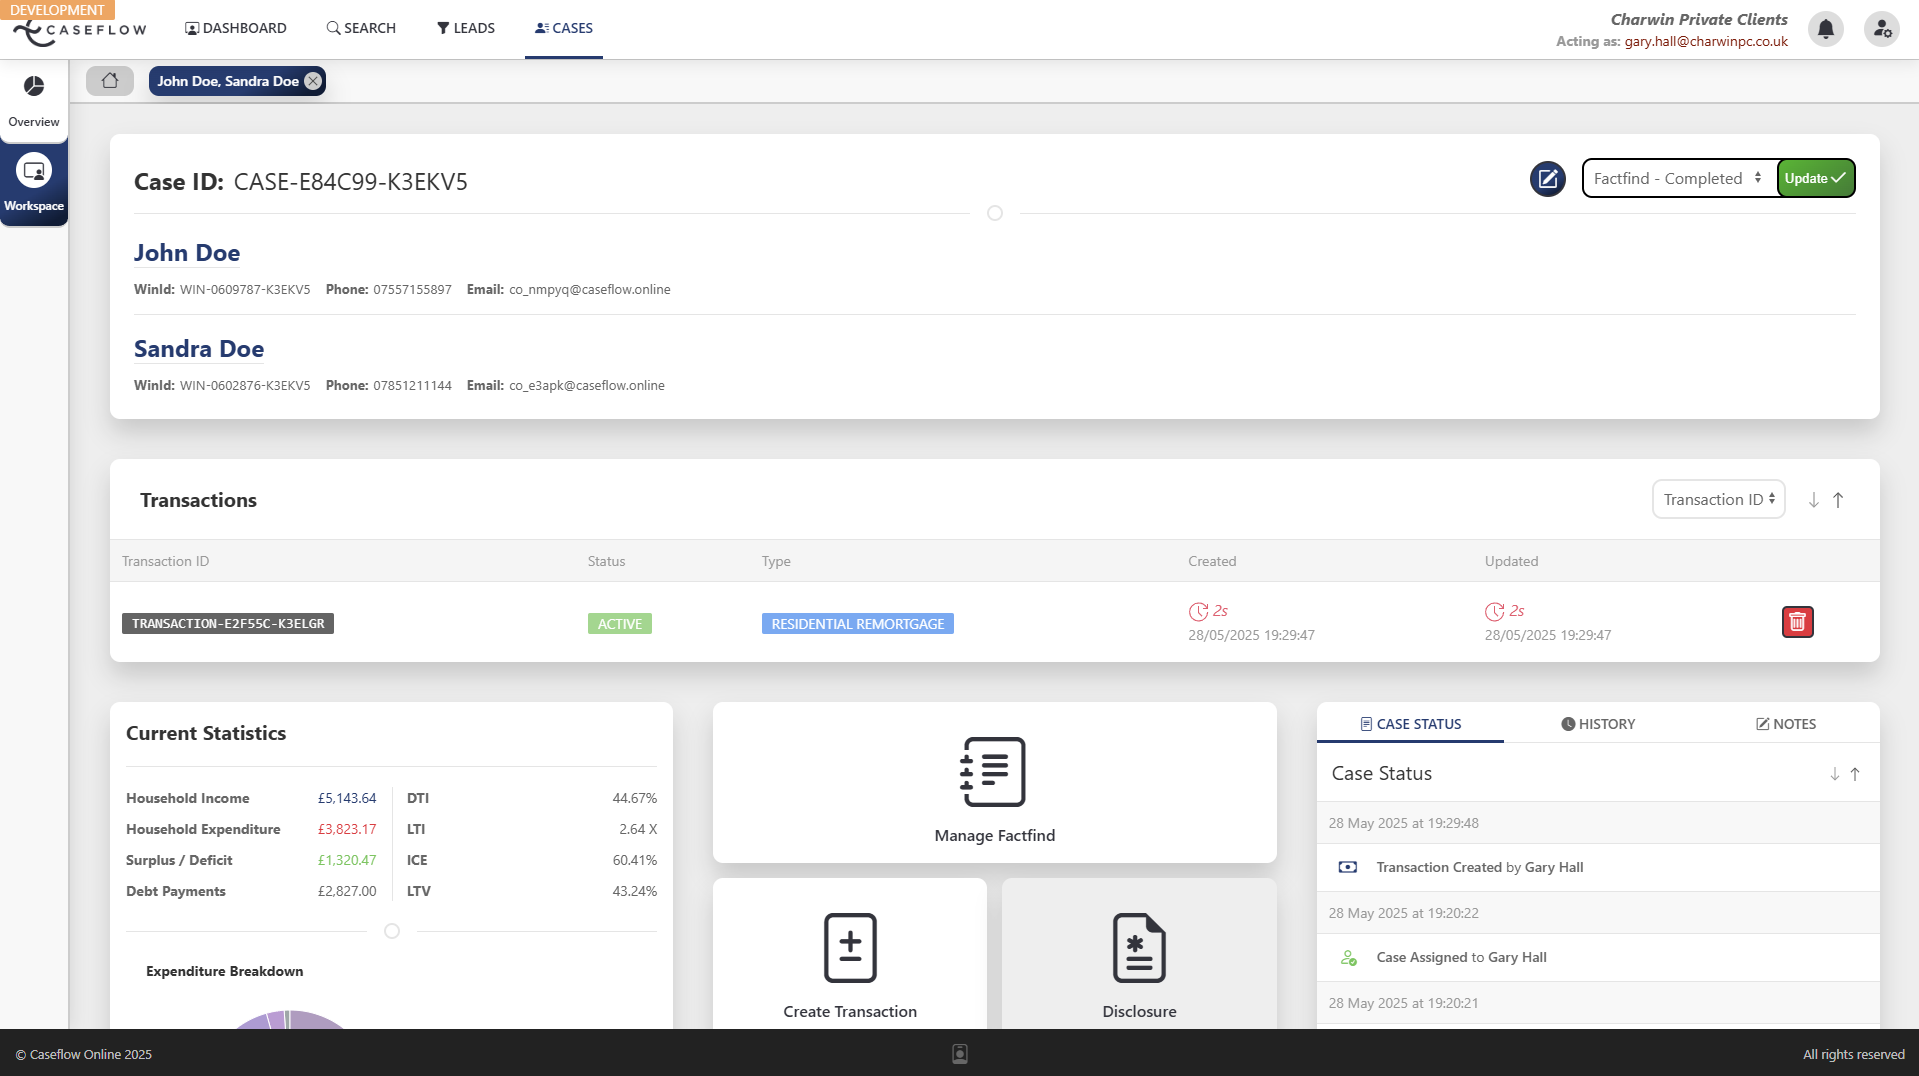 DEVELOPMENT
CASEFLOW
DASHBOARD
SEARCH
LEADS
CASES
Charwin Private Clients
Acting as: gary.hall@charwinpc.co.uk
John Doe, Sandra Doe
Overview
Workspace
Case ID: CASE-E84C99-K3EKV5
Factfind - Completed
Update
John Doe
WinId: WIN-0609787-K3EKV5 Phone: 07557155897 Email: co_nmpyq@caseflow.online
Sandra Doe
WinId: WIN-0602876-K3EKV5 Phone: 07851211144 Email: co_e3apk@caseflow.online
Transactions
Transaction ID
Transaction ID Status Type Created Updated
TRANSACTION-E2F55C-K3ELGR ACTIVE RESIDENTIAL REMORTGAGE
2s 2s
28/05/2025 19:29:47 28/05/2025 19:29:47
Current Statistics
Household Income £5,143.64 DTI 44.67%
Household Expenditure £3,823.17 LTI 2.64 X
Surplus / Deficit £1,320.47 ICE 60.41%
Debt Payments £2,827.00 LTV 43.24%
Expenditure Breakdown
Manage Factfind
Create Transaction
Disclosure
CASE STATUS
HISTORY
NOTES
Case Status
28 May 2025 at 19:29:48
Transaction Created by Gary Hall
28 May 2025 at 19:20:22
Case Assigned to Gary Hall
28 May 2025 at 19:20:21
© Caseflow Online 2025
All rights reserved